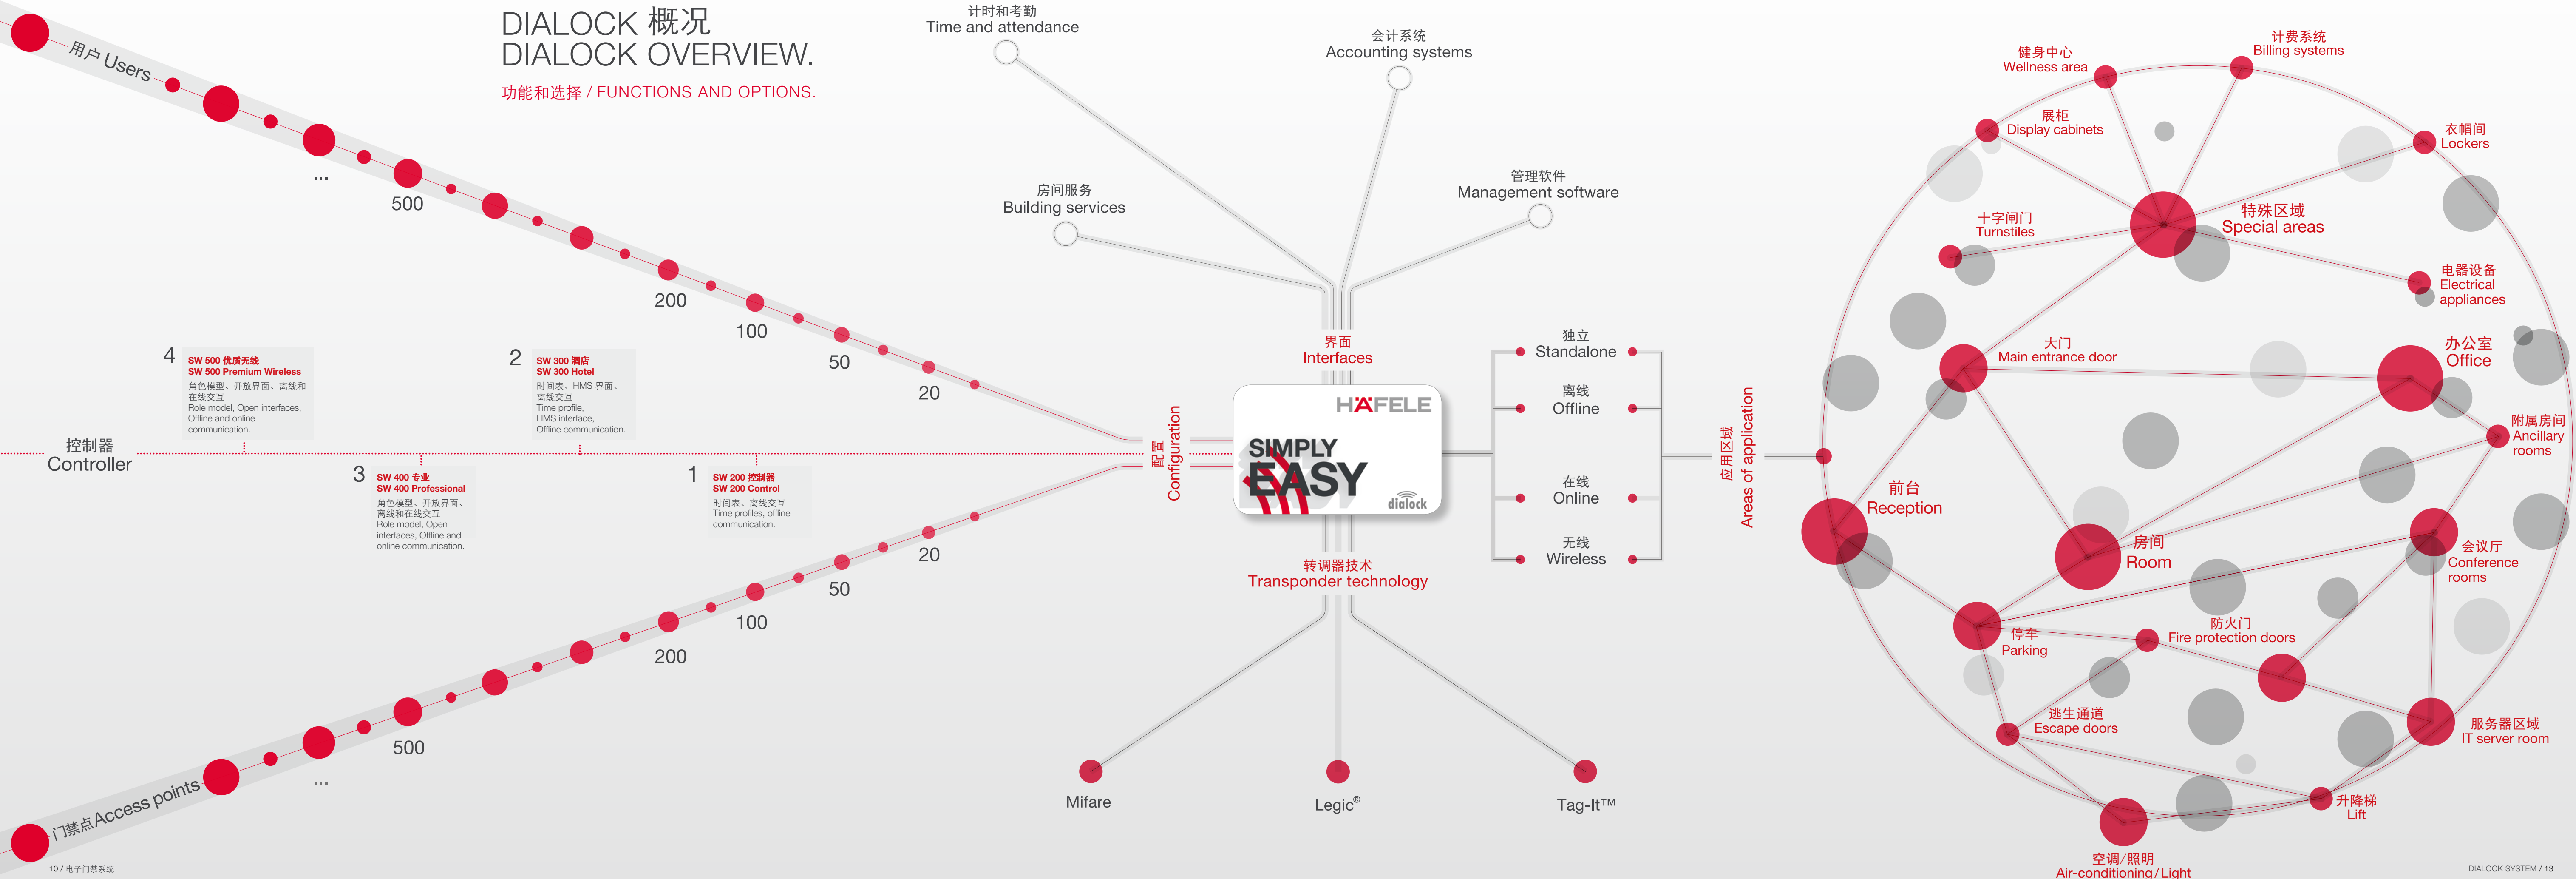 DIALOCK 概况
DIALOCK OVERVIEW.
功能和选择 / FUNCTIONS AND OPTIONS.
用户 Users
...
500
200
100
50
20
4
SW 500 优质无线
SW 500 Premium Wireless
角色模型、开放界面、离线和
在线交互
Role model, Open interfaces,
Offline and online
communication.
2
SW 300 酒店
SW 300 Hotel
时间表、HMS 界面、
离线交互
Time profile,
HMS interface,
Offline communication.
控制器
Controller
3
SW 400 专业
SW 400 Professional
角色模型、开放界面、
离线和在线交互
Role model, Open
interfaces, Offline and
online communication.
1
SW 200 控制器
SW 200 Control
时间表、离线交互
Time profiles, offline
communication.
20
50
100
200
500
...
门禁点 Access points
10 / 电子门禁系统
计时和考勤
Time and attendance
会计系统
Accounting systems
房间服务
Building services
管理软件
Management software
界面
Interfaces
配置
Configuration
HÄFELE
SIMPLY
EASY
dialock
转调器技术
Transponder technology
Mifare
Legic®
Tag-It™
独立
Standalone
离线
Offline
在线
Online
无线
Wireless
应用区域
Areas of application
健身中心
Wellness area
计费系统
Billing systems
展柜
Display cabinets
衣帽间
Lockers
十字闸门
Turnstiles
特殊区域
Special areas
电器设备
Electrical
appliances
大门
Main entrance door
办公室
Office
附属房间
Ancillary
rooms
前台
Reception
房间
Room
会议厅
Conference
rooms
停车
Parking
防火门
Fire protection doors
逃生通道
Escape doors
服务器区域
IT server room
升降梯
Lift
空调/照明
Air-conditioning / Light
DIALOCK SYSTEM / 13